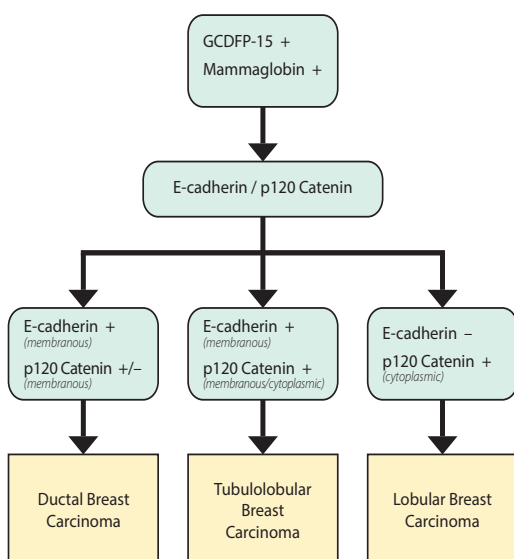 GCDFP-15 +
Mammaglobin +
E-cadherin / p120 Catenin
E-cadherin +
(membranous)
p120 Catenin +/–
(membranous)
E-cadherin +
(membranous)
p120 Catenin +
(membranous/cytoplasmic)
E-cadherin –
p120 Catenin +
(cytoplasmic)
Ductal Breast
Carcinoma
Tubulolobular
Breast
Carcinoma
Lobular Breast
Carcinoma